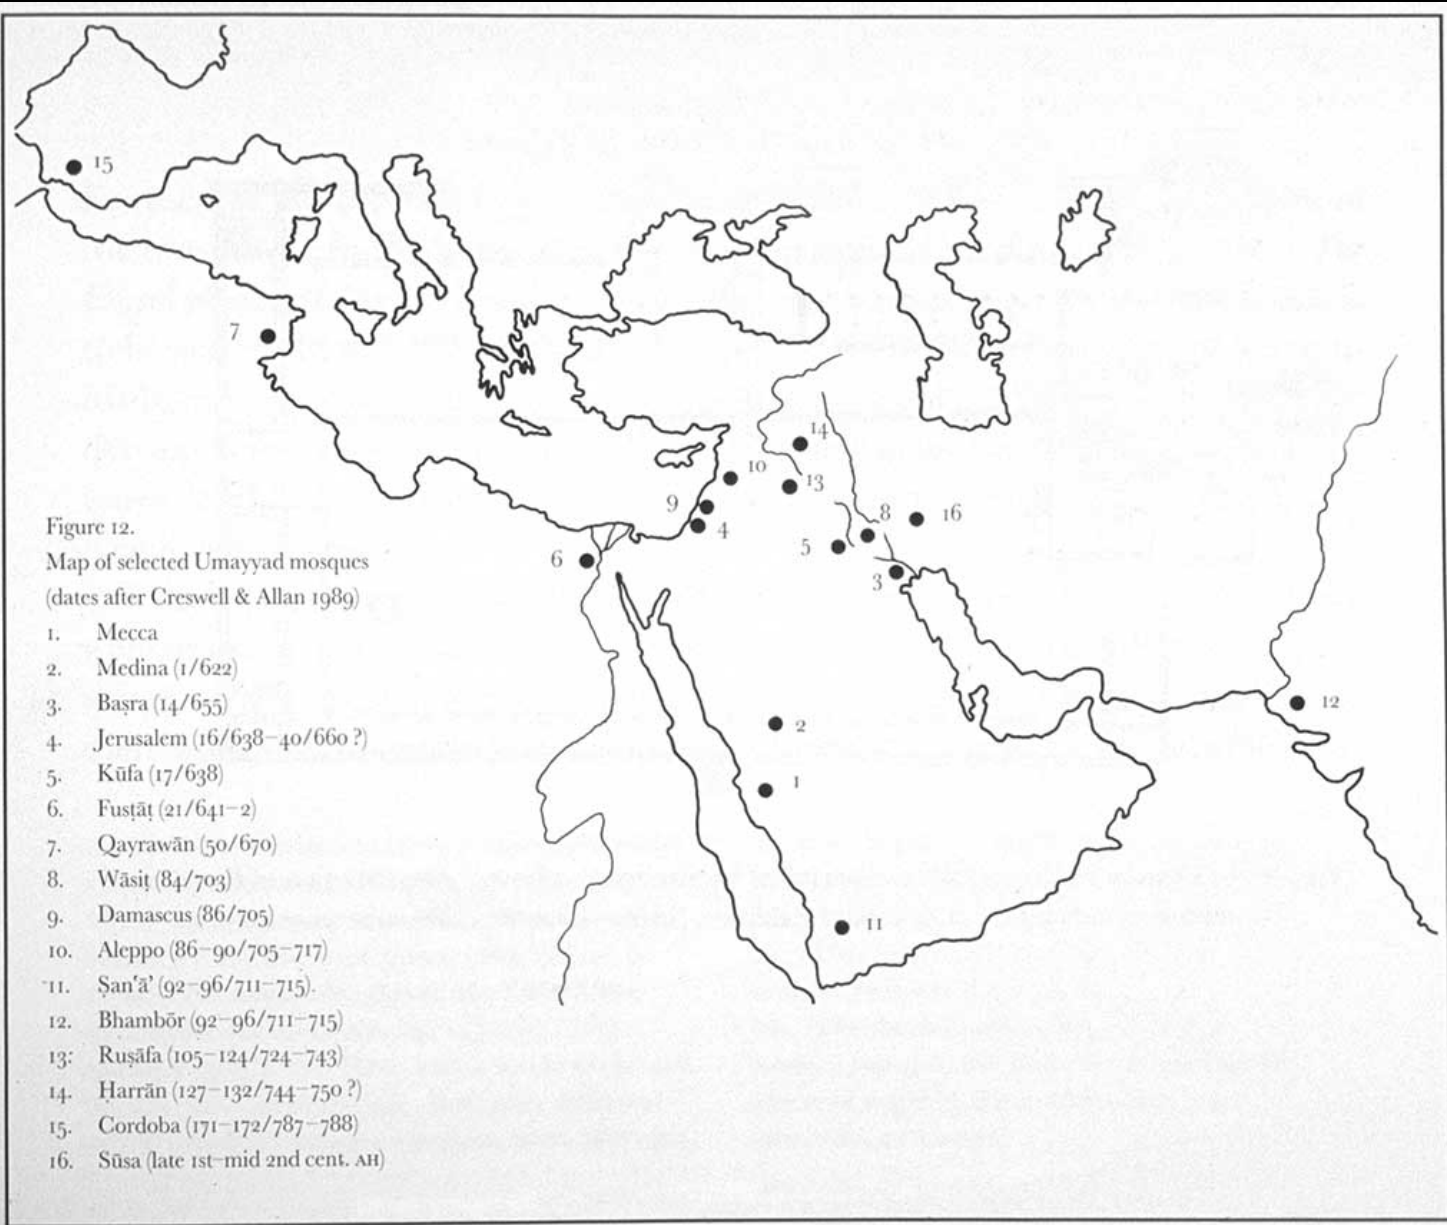 15
7
14
10
13
9
8
16
4
5
6
3
12
2
1
11
Figure 12.
Map of selected Umayyad mosques
(dates after Creswell & Allan 1989)
1. Mecca
2. Medina (1/622)
3. Baṣra (14/655)
4. Jerusalem (16/638–40/660 ?)
5. Kūfa (17/638)
6. Fusṭāṭ (21/641–2)
7. Qayrawān (50/670)
8. Wāsiṭ (84/703)
9. Damascus (86/705)
10. Aleppo (86–90/705–717)
11. Ṣanʿāʾ (92–96/711–715).
12. Bhambōr (92–96/711–715)
13. Ruṣāfa (105–124/724–743)
14. Ḥarrān (127–132/744–750 ?)
15. Cordoba (171–172/787–788)
16. Sūsa (late 1st–mid 2nd cent. AH)